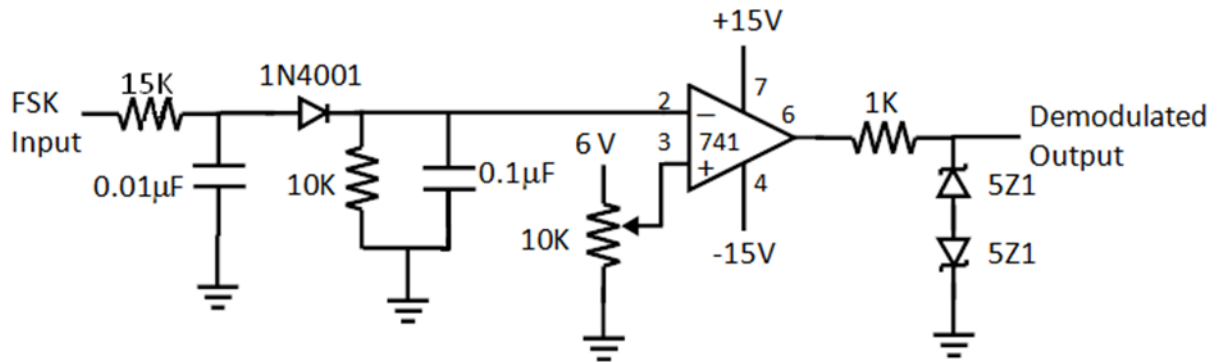 +15V
15K
1N4001
7
1K
FSK
Input
2
−
6
Demodulated
Output
3
741
+
6 V
0.01μF
10K
0.1μF
4
5Z1
10K
-15V
5Z1